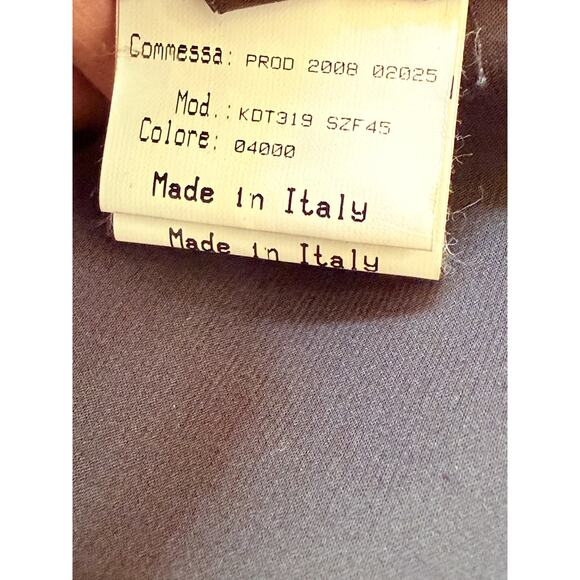 Commessa: PROD 2008 02025
Mod.: KDT319 SZF45
Colore: 04000
Made in Italy
Made in Italy